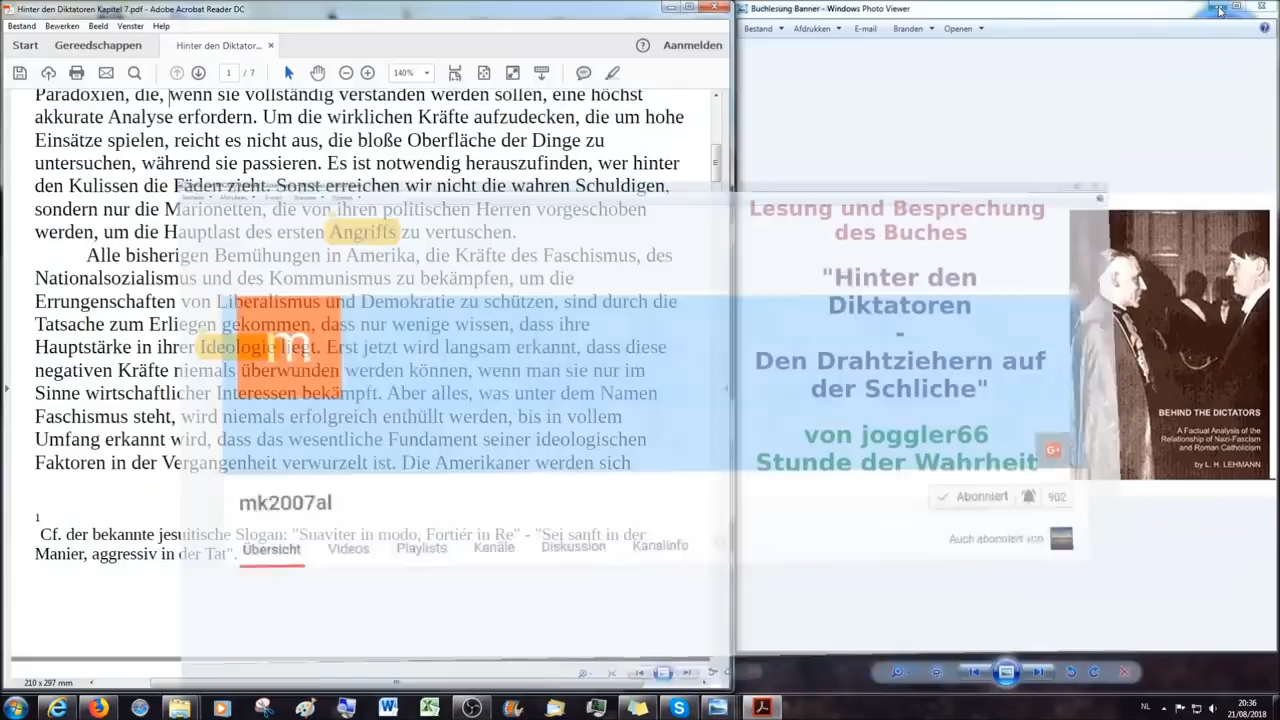 Hinter den Diktatoren Kapitel 7.pdf - Adobe Acrobat Reader DC
Bestand Bewerken Beeld Venster Help
Start Gereedschappen Hinter den Diktator... × Aanmelden
1 / 7 140%
Paradoxien, die, wenn sie vollständig verstanden werden sollen, eine höchst
akkurate Analyse erfordern. Um die wirklichen Kräfte aufzudecken, die um hohe
Einsätze spielen, reicht es nicht aus, die bloße Oberfläche der Dinge zu
untersuchen, während sie passieren. Es ist notwendig herauszufinden, wer hinter
den Kulissen die Fäden zieht. Sonst erreichen wir nicht die wahren Schuldigen,
sondern nur die Marionetten, die von ihren politischen Herren vorgeschoben
werden, um die Hauptlast des ersten Angriffs zu vertuschen.
Alle bisherigen Bemühungen in Amerika, die Kräfte des Faschismus, des
Nationalsozialismus und des Kommunismus zu bekämpfen, um die
Errungenschaften von Liberalismus und Demokratie zu schützen, sind durch die
Tatsache zum Erliegen gekommen, dass nur wenige wissen, dass ihre
Hauptstärke in ihrer Ideologie liegt. Erst jetzt wird langsam erkannt, dass diese
negativen Kräfte niemals überwunden werden können, wenn man sie nur im
Sinne wirtschaftlicher Interessen bekämpft. Aber alles, was unter dem Namen
Faschismus steht, wird niemals erfolgreich enthüllt werden, bis in vollem
Umfang erkannt wird, dass das wesentliche Fundament seiner ideologischen
Faktoren in der Vergangenheit verwurzelt ist. Die Amerikaner werden sich
1
Cf. der bekannte jesuitische Slogan: "Suaviter in modo, Fortiér in Re" - "Sei sanft in der
Manier, aggressiv in der Tat".
210 x 297 mm
m
mk2007al
Übersicht Videos Playlists Kanäle Diskussion Kanalinfo
G+
Abonniert 902
Auch abonniert von
Buchlesung Banner - Windows Photo Viewer
Bestand Afdrukken E-mail Branden Openen
Lesung und Besprechung
des Buches
"Hinter den
Diktatoren
-
Den Drahtziehern auf
der Schliche"
von joggler66
Stunde der Wahrheit
BEHIND THE DICTATORS
A Factual Analysis of the
Relationship of Nazi-Fascism
and Roman Catholicism
by L. H. LEHMANN
NL
20:36
21/08/2018